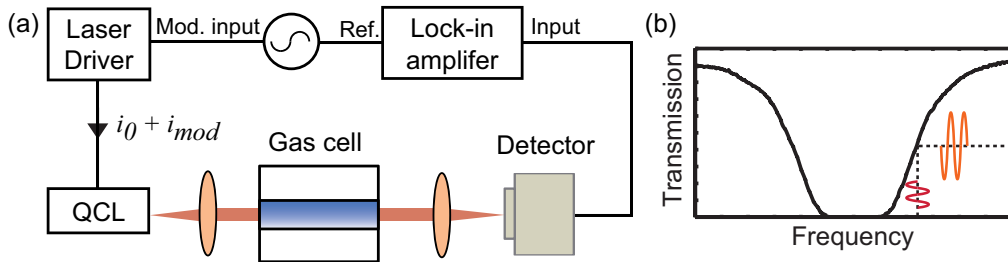 (a)
Laser
Driver
Mod. input
Ref.
Lock-in
amplifer
Input
i0 + imod
Gas cell
Detector
QCL
(b)
Transmission
Frequency